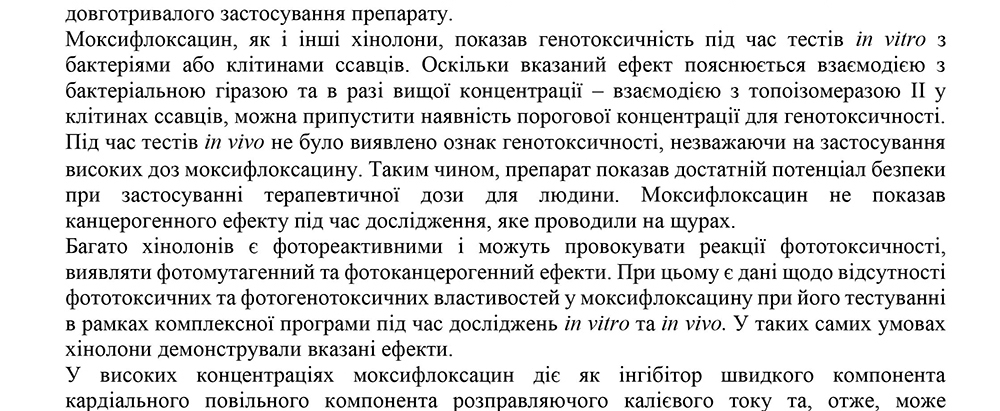 довготривалого застосування препарату.
Моксифлоксацин, як і інші хінолони, показав генотоксичність під час тестів in vitro з
бактеріями або клітинами ссавців. Оскільки вказаний ефект пояснюється взаємодією з
бактеріальною гіразою та в разі вищої концентрації – взаємодією з топоізомеразою II у
клітинах ссавців, можна припустити наявність порогової концентрації для генотоксичності.
Під час тестів in vivo не було виявлено ознак генотоксичності, незважаючи на застосування
високих доз моксифлоксацину. Таким чином, препарат показав достатній потенціал безпеки
при застосуванні терапевтичної дози для людини. Моксифлоксацин не показав
канцерогенного ефекту під час дослідження, яке проводили на щурах.
Багато хінолонів є фотореактивними і можуть провокувати реакції фототоксичності,
виявляти фотомутагенний та фотоканцерогенний ефекти. При цьому є дані щодо відсутності
фототоксичних та фотогенотоксичних властивостей у моксифлоксацину при його тестуванні
в рамках комплексної програми під час досліджень in vitro та in vivo. У таких самих умовах
хінолони демонстрували вказані ефекти.
У високих концентраціях моксифлоксацин діє як інгібітор швидкого компонента
кардіального повільного компонента розправляючого калієвого току та, отже, може